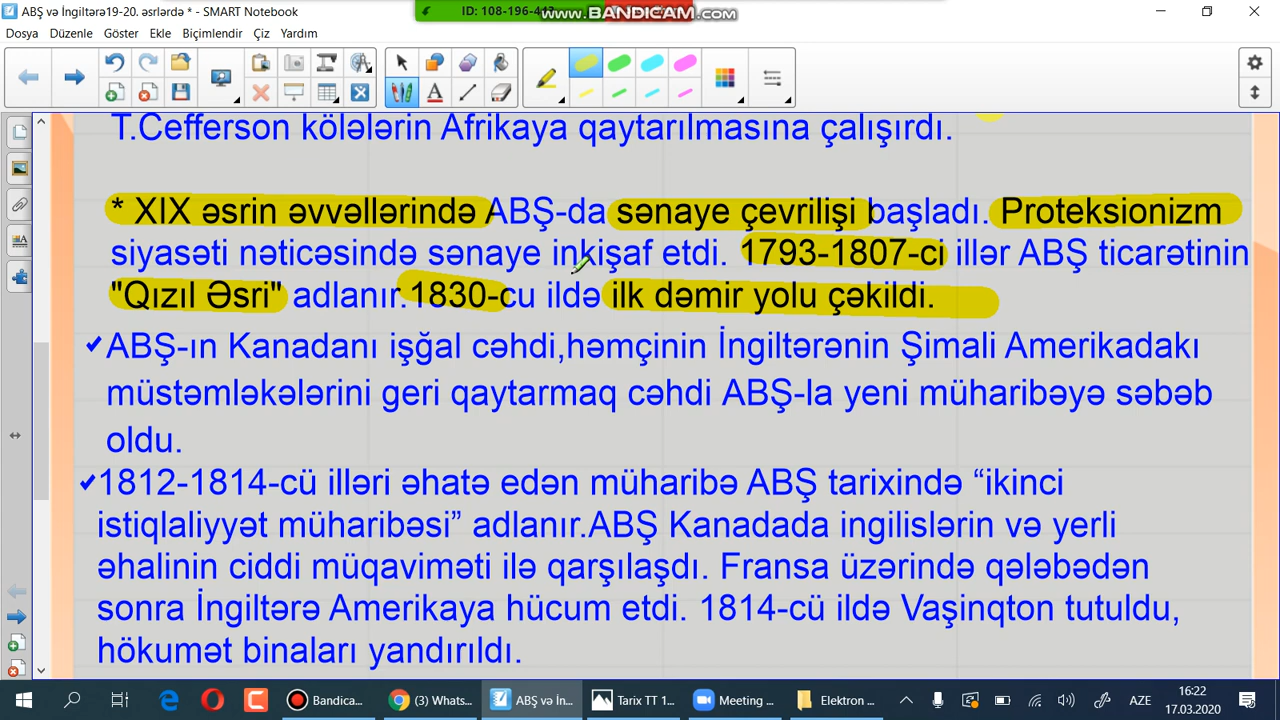 ABŞ və İngiltərə19-20. əsrlərdə * - SMART Notebook
ID: 108-196-443
www.BANDICAM.com
Dosya Düzenle Göster Ekle Biçimlendir Çiz Yardım
T.Cefferson kölələrin Afrikaya qaytarılmasına çalışırdı.
* XIX əsrin əvvəllərində ABŞ-da sənaye çevrilişi başladı. Proteksionizm
siyasəti nəticəsində sənaye inkişaf etdi. 1793-1807-ci illər ABŞ ticarətinin
"Qızıl Əsri" adlanır.1830-cu ildə ilk dəmir yolu çəkildi.
ABŞ-ın Kanadanı işğal cəhdi,həmçinin İngiltərənin Şimali Amerikadakı
müstəmləkələrini geri qaytarmaq cəhdi ABŞ-la yeni müharibəyə səbəb
oldu.
1812-1814-cü illəri əhatə edən müharibə ABŞ tarixində “ikinci
istiqlaliyyət müharibəsi” adlanır.ABŞ Kanadada ingilislərin və yerli
əhalinin ciddi müqaviməti ilə qarşılaşdı. Fransa üzərində qələbədən
sonra İngiltərə Amerikaya hücum etdi. 1814-cü ildə Vaşinqton tutuldu,
hökumət binaları yandırıldı.
Bandica... (3) Whats... ABŞ və İn... Tarix TT 1... Meeting ... Elektron ... AZE 16:22
17.03.2020